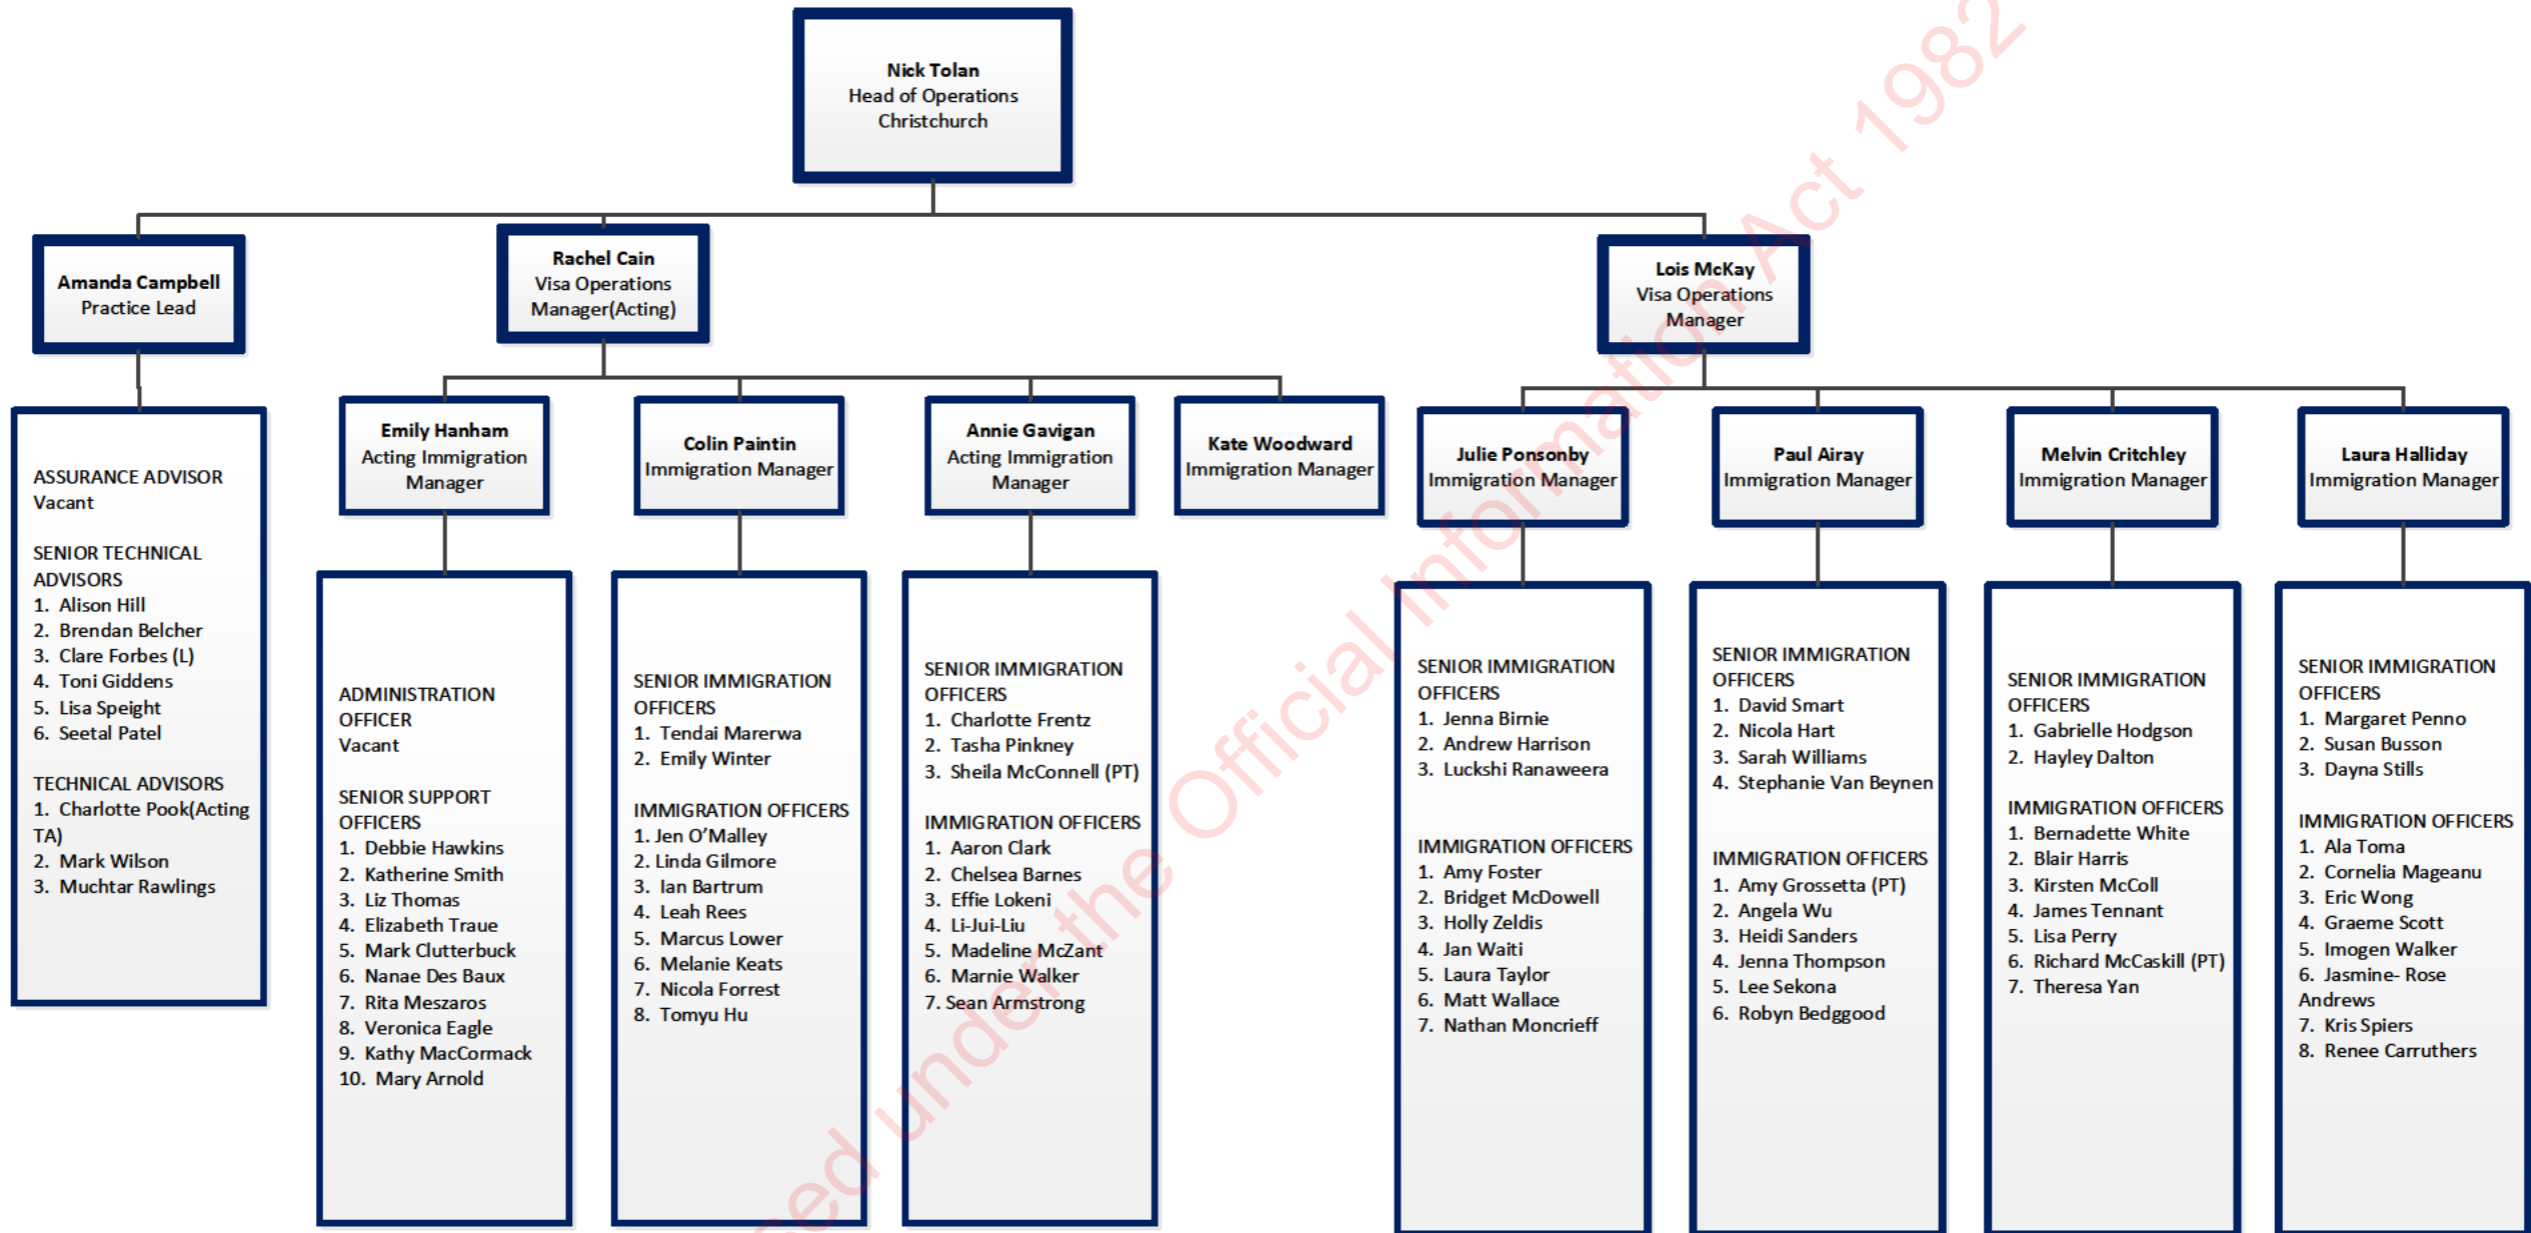 Nick Tolan
Head of Operations
Christchurch
Amanda Campbell
Practice Lead
Rachel Cain
Visa Operations
Manager(Acting)
Lois McKay
Visa Operations
Manager
Emily Hanham
Acting Immigration
Manager
Colin Paintin
Immigration Manager
Annie Gavigan
Acting Immigration
Manager
Kate Woodward
Immigration Manager
Julie Ponsonby
Immigration Manager
Paul Airay
Immigration Manager
Melvin Critchley
Immigration Manager
Laura Halliday
Immigration Manager
ASSURANCE ADVISOR
Vacant
SENIOR TECHNICAL
ADVISORS
1. Alison Hill
2. Brendan Belcher
3. Clare Forbes (L)
4. Toni Giddens
5. Lisa Speight
6. Seetal Patel
TECHNICAL ADVISORS
1. Charlotte Pook(Acting
TA)
2. Mark Wilson
3. Muchtar Rawlings
ADMINISTRATION
OFFICER
Vacant
SENIOR SUPPORT
OFFICERS
1. Debbie Hawkins
2. Katherine Smith
3. Liz Thomas
4. Elizabeth Traue
5. Mark Clutterbuck
6. Nanae Des Baux
7. Rita Meszaros
8. Veronica Eagle
9. Kathy MacCormack
10. Mary Arnold
SENIOR IMMIGRATION
OFFICERS
1. Tendai Marerwa
2. Emily Winter
IMMIGRATION OFFICERS
1. Jen O’Malley
2. Linda Gilmore
3. Ian Bartrum
4. Leah Rees
5. Marcus Lower
6. Melanie Keats
7. Nicola Forrest
8. Tomyu Hu
SENIOR IMMIGRATION
OFFICERS
1. Charlotte Frentz
2. Tasha Pinkney
3. Sheila McConnell (PT)
IMMIGRATION OFFICERS
1. Aaron Clark
2. Chelsea Barnes
3. Effie Lokeni
4. Li-Jui-Liu
5. Madeline McZant
6. Marnie Walker
7. Sean Armstrong
SENIOR IMMIGRATION
OFFICERS
1. Jenna Birnie
2. Andrew Harrison
3. Luckshi Ranaweera
IMMIGRATION OFFICERS
1. Amy Foster
2. Bridget McDowell
3. Holly Zeldis
4. Jan Waiti
5. Laura Taylor
6. Matt Wallace
7. Nathan Moncrieff
SENIOR IMMIGRATION
OFFICERS
1. David Smart
2. Nicola Hart
3. Sarah Williams
4. Stephanie Van Beynen
IMMIGRATION OFFICERS
1. Amy Grossetta (PT)
2. Angela Wu
3. Heidi Sanders
4. Jenna Thompson
5. Lee Sekona
6. Robyn Bedggood
SENIOR IMMIGRATION
OFFICERS
1. Gabrielle Hodgson
2. Hayley Dalton
IMMIGRATION OFFICERS
1. Bernadette White
2. Blair Harris
3. Kirsten McColl
4. James Tennant
5. Lisa Perry
6. Richard McCaskill (PT)
7. Theresa Yan
SENIOR IMMIGRATION
OFFICERS
1. Margaret Penno
2. Susan Busson
3. Dayna Stills
IMMIGRATION OFFICERS
1. Ala Toma
2. Cornelia Mageanu
3. Eric Wong
4. Graeme Scott
5. Imogen Walker
6. Jasmine- Rose
Andrews
7. Kris Spiers
8. Renee Carruthers
under the Official Information Act 1982